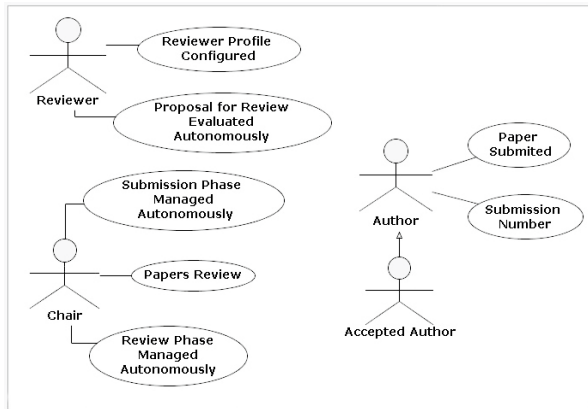 Reviewer Profile
Configured
Reviewer
Proposal for Review
Evaluated
Autonomously
Submission Phase
Managed
Autonomously
Papers Review
Chair
Review Phase
Managed
Autonomously
Paper
Submited
Author
Submission
Number
Accepted Author